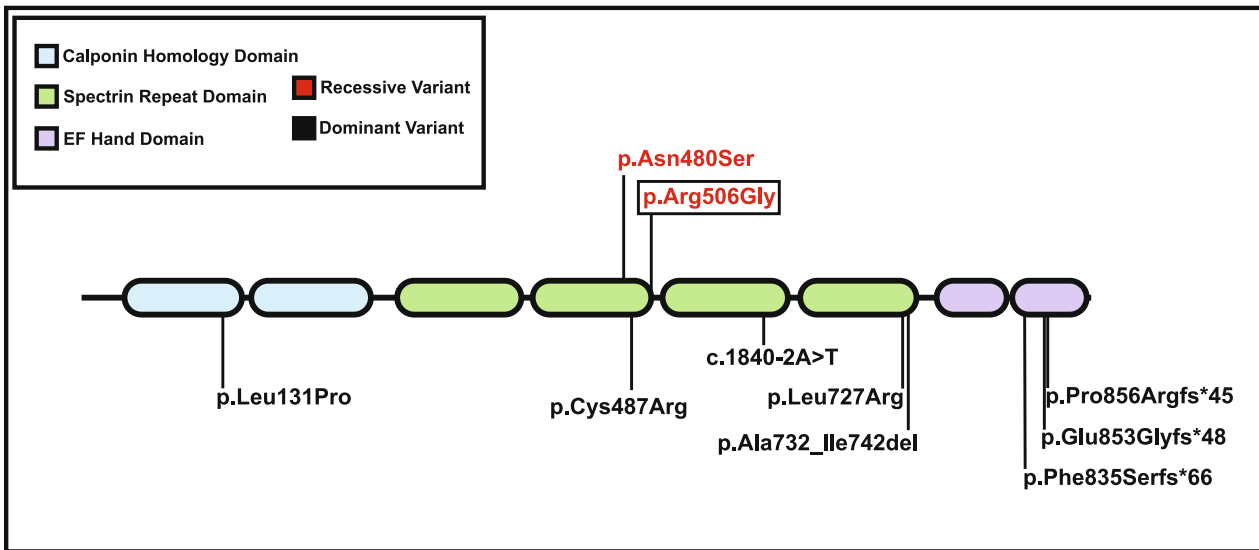 Calponin Homology Domain
Spectrin Repeat Domain
EF Hand Domain
Recessive Variant
Dominant Variant
p.Asn480Ser
p.Arg506Gly
c.1840-2A>T
p.Leu131Pro
p.Cys487Arg
p.Leu727Arg
p.Pro856Argfs*45
p.Ala732_Ile742del
p.Glu853Glyfs*48
p.Phe835Serfs*66